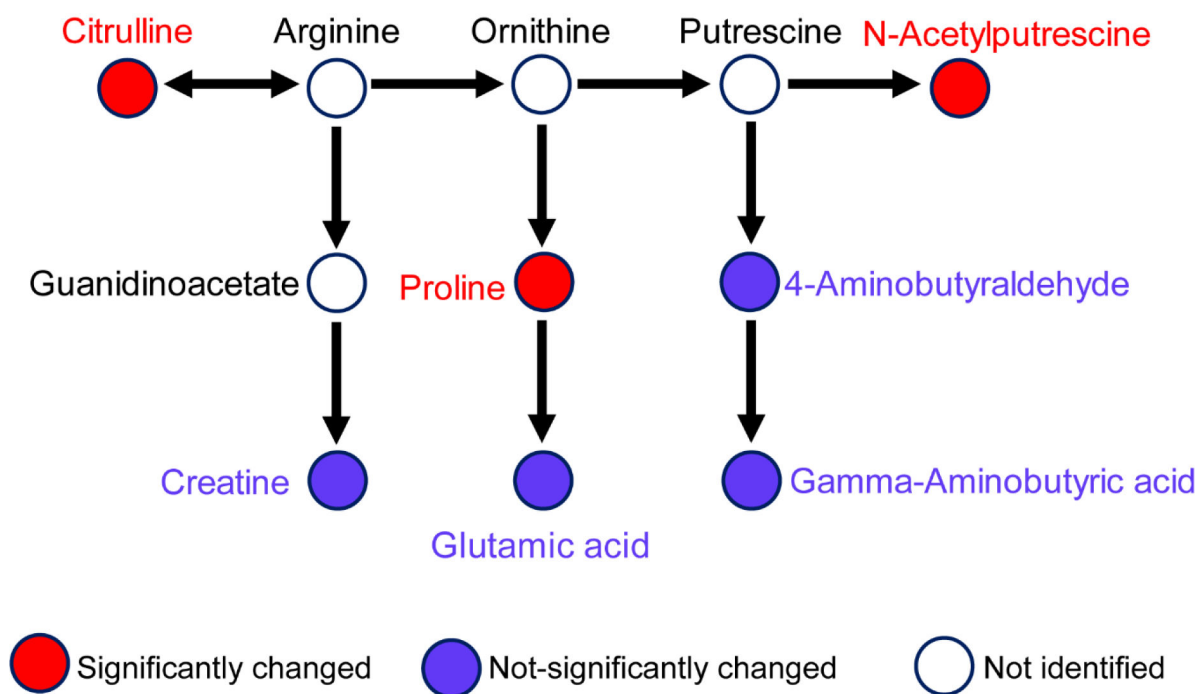 Citrulline
Arginine
Ornithine
Putrescine
N-Acetylputrescine
Guanidinoacetate
Proline
4-Aminobutyraldehyde
Creatine
Gamma-Aminobutyric acid
Glutamic acid
Significantly changed
Not-significantly changed
Not identified